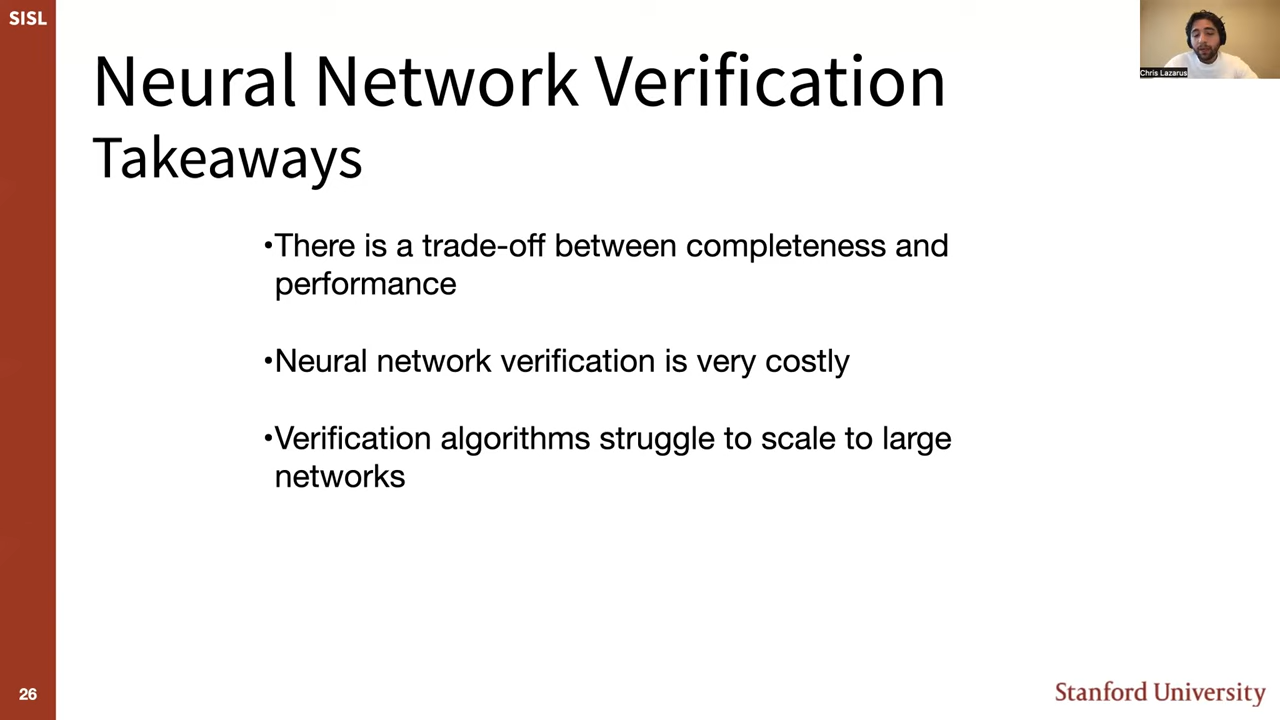 SISL
Neural Network Verification
Takeaways
Chris Lazarus
•There is a trade-off between completeness and
performance
•Neural network verification is very costly
•Verification algorithms struggle to scale to large
networks
26
Stanford University